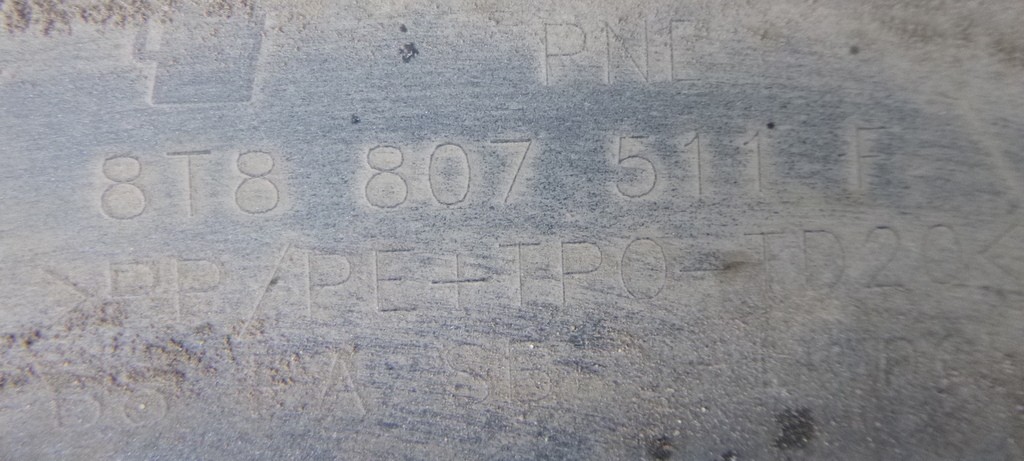 PNE
8T8 807 511 F
>PP/PE+TPO-TD20<